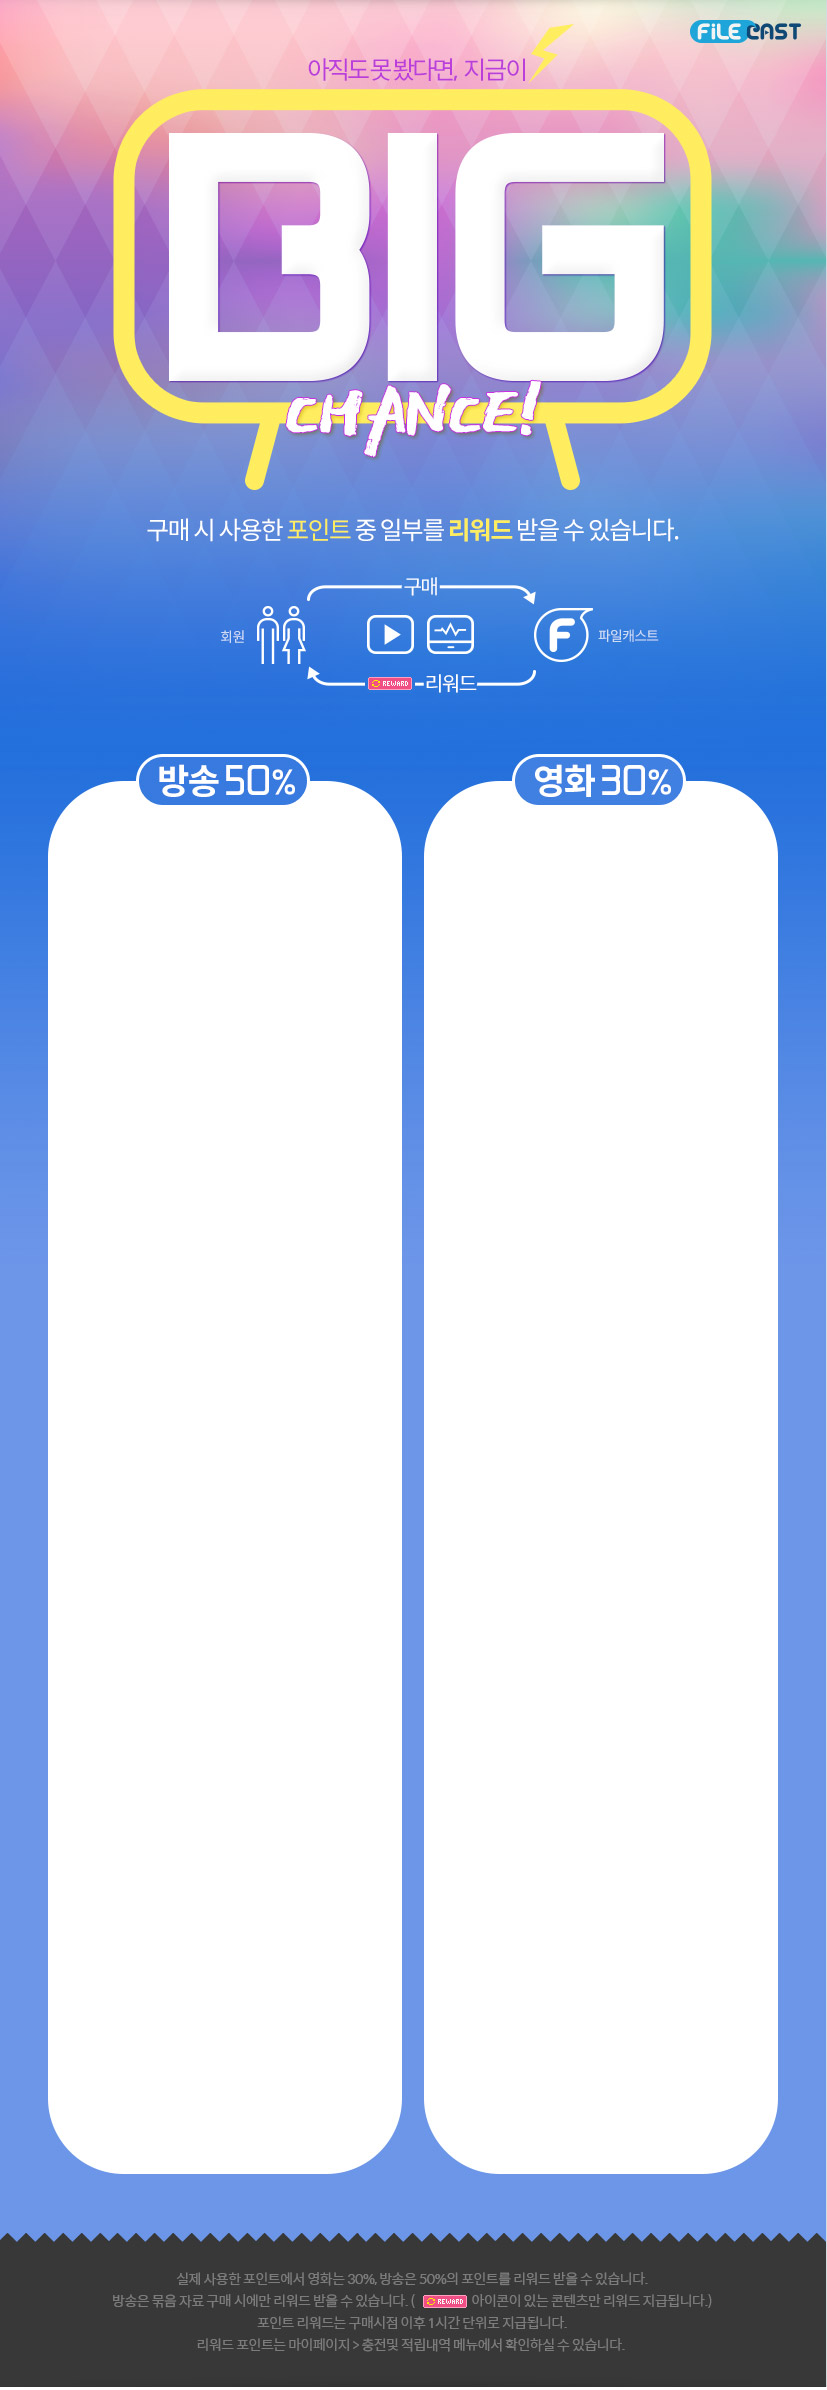 FiLECAST
아직도 못 봤다면, 지금이
BIG
CHANCE!
구매 시 사용한 포인트 중 일부를 리워드 받을 수 있습니다.
구매
회원
F
파일캐스트
REWARD 리워드
방송 50%
영화 30%
실제 사용한 포인트에서 영화는 30%, 방송은 50%의 포인트를 리워드 받을 수 있습니다.
방송은 묶음 자료 구매 시에만 리워드 받을 수 있습니다. ( REWARD 아이콘이 있는 콘텐츠만 리워드 지급됩니다.)
포인트 리워드는 구매시점 이후 1시간 단위로 지급됩니다.
리워드 포인트는 마이페이지 > 충전및 적립내역 메뉴에서 확인하실 수 있습니다.